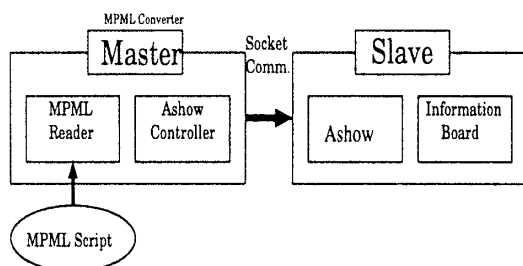 MPML Converter
Master
Socket
Comm.
Slave
MPML
Reader
Ashow
Controller
Ashow
Information
Board
MPML Script